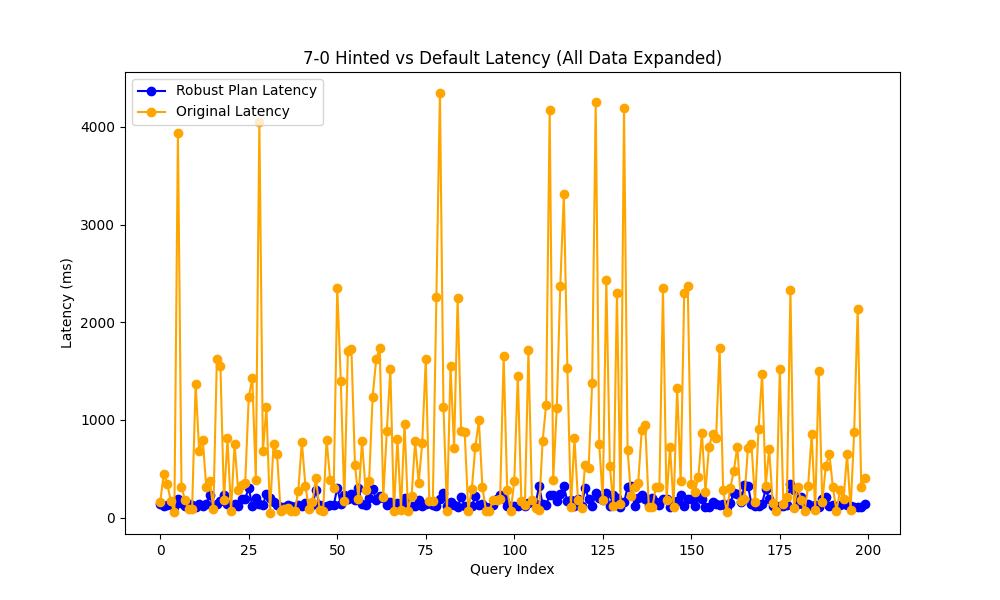 7-0 Hinted vs Default Latency (All Data Expanded)
Robust Plan Latency
Original Latency
4000
3000
2000
1000
0
Latency (ms)
0 25 50 75 100 125 150 175 200
Query Index